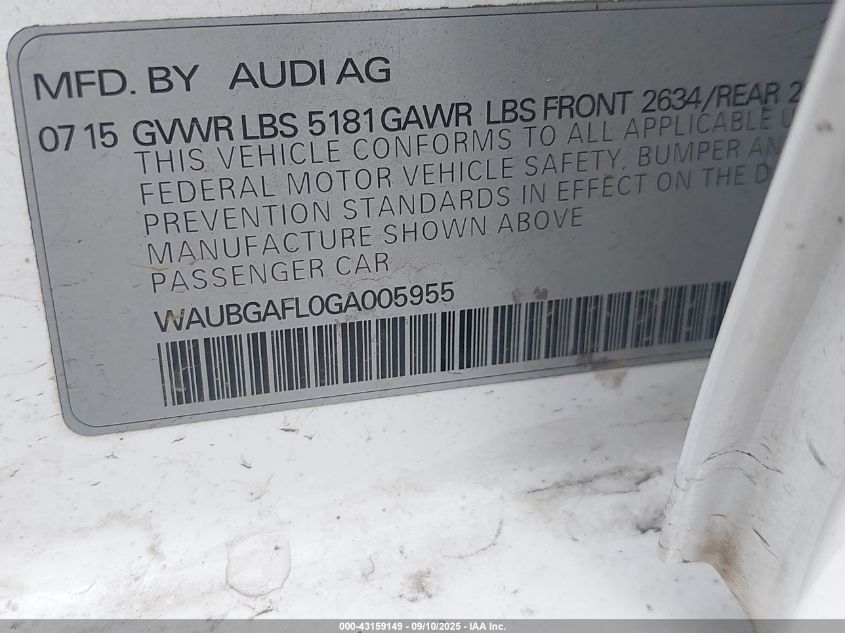 MFD. BY AUDI AG
07 15 GVWR LBS 5181 GAWR LBS FRONT 2634/REAR 2
THIS VEHICLE CONFORMS TO ALL APPLICABLE
FEDERAL MOTOR VEHICLE SAFETY, BUMPER
PREVENTION STANDARDS IN EFFECT ON THE
MANUFACTURE SHOWN ABOVE
PASSENGER CAR
WAUBGAFL0GA005955
000-43159149 - 09/10/2025 - IAA Inc.